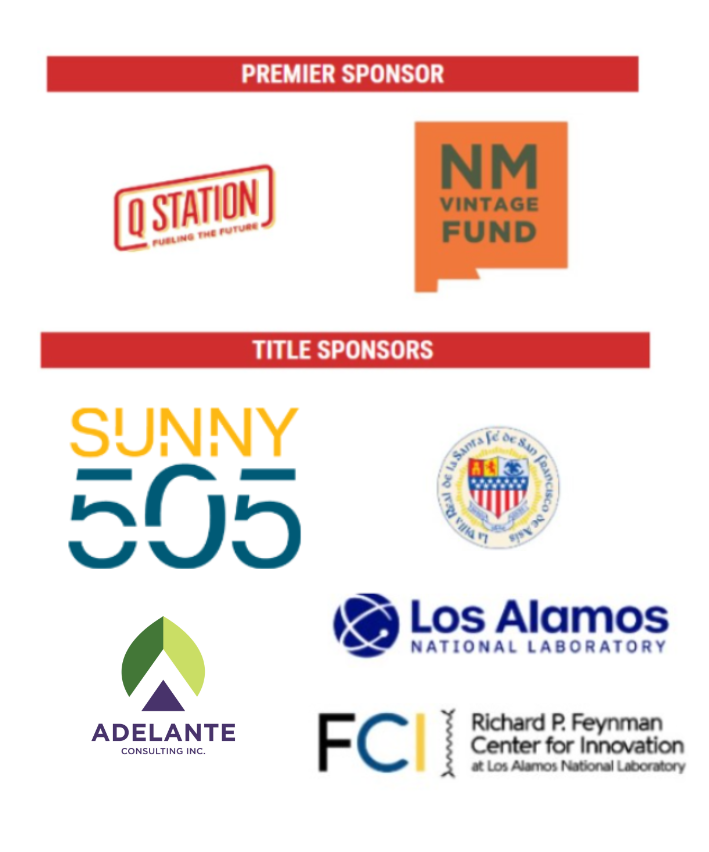 PREMIER SPONSOR
Q STATION
FUELING THE FUTURE
NM
VINTAGE
FUND
TITLE SPONSORS
SUNNY
505
La Villa Real de la Santa Fé de San Francisco de Asís
Los Alamos
NATIONAL LABORATORY
ADELANTE
CONSULTING INC.
FCI
Richard P. Feynman
Center for Innovation
at Los Alamos National Laboratory